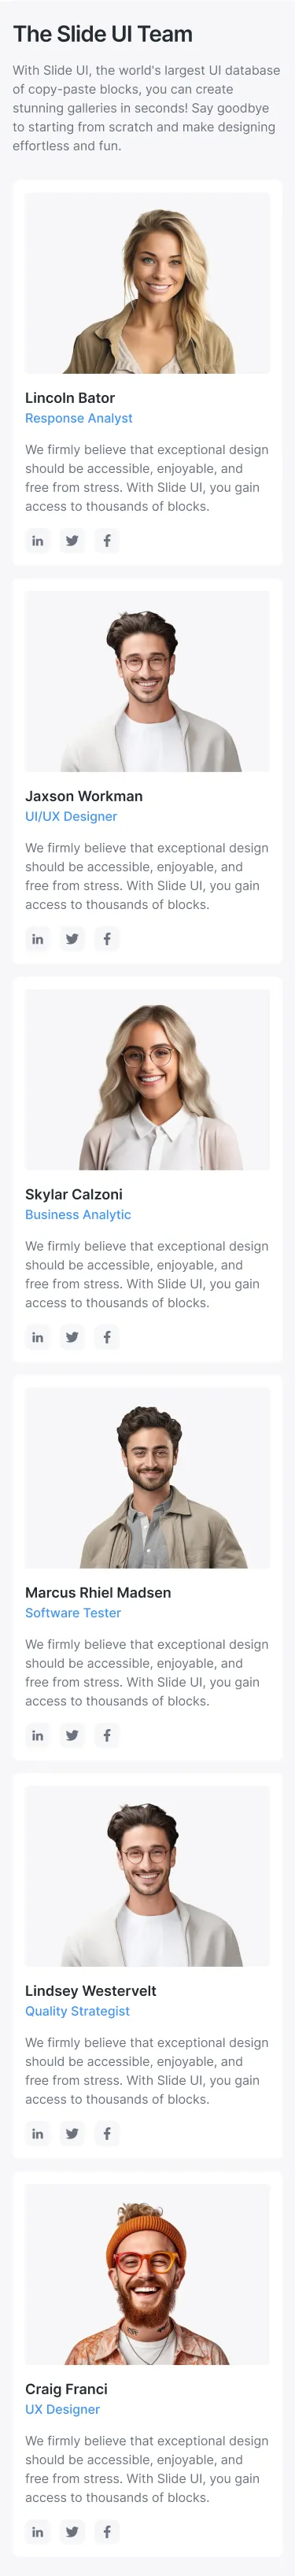 The Slide UI Team
With Slide UI, the world's largest UI database
of copy-paste blocks, you can create
stunning galleries in seconds! Say goodbye
to starting from scratch and make designing
effortless and fun.
Lincoln Bator
Response Analyst
We firmly believe that exceptional design
should be accessible, enjoyable, and
free from stress. With Slide UI, you gain
access to thousands of blocks.
in
Jaxson Workman
UI/UX Designer
We firmly believe that exceptional design
should be accessible, enjoyable, and
free from stress. With Slide UI, you gain
access to thousands of blocks.
in
Skylar Calzoni
Business Analytic
We firmly believe that exceptional design
should be accessible, enjoyable, and
free from stress. With Slide UI, you gain
access to thousands of blocks.
in
Marcus Rhiel Madsen
Software Tester
We firmly believe that exceptional design
should be accessible, enjoyable, and
free from stress. With Slide UI, you gain
access to thousands of blocks.
in
Lindsey Westervelt
Quality Strategist
We firmly believe that exceptional design
should be accessible, enjoyable, and
free from stress. With Slide UI, you gain
access to thousands of blocks.
in
Craig Franci
UX Designer
We firmly believe that exceptional design
should be accessible, enjoyable, and
free from stress. With Slide UI, you gain
access to thousands of blocks.
in